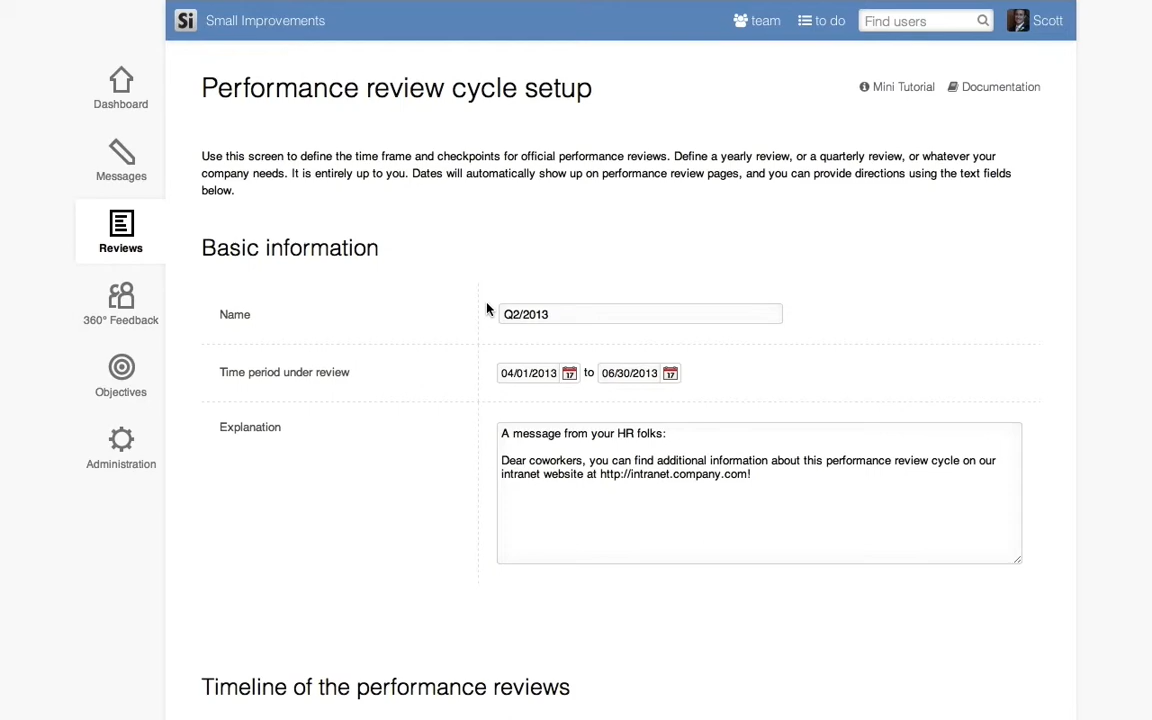 Si Small Improvements team to do Find users Scott
Dashboard
Messages
Reviews
360° Feedback
Objectives
Administration
Performance review cycle setup
Mini Tutorial Documentation
Use this screen to define the time frame and checkpoints for official performance reviews. Define a yearly review, or a quarterly review, or whatever your
company needs. It is entirely up to you. Dates will automatically show up on performance review pages, and you can provide directions using the text fields
below.
Basic information
Name Q2/2013
Time period under review 04/01/2013 17 to 06/30/2013 17
Explanation
A message from your HR folks:
Dear coworkers, you can find additional information about this performance review cycle on our
intranet website at http://intranet.company.com!
Timeline of the performance reviews